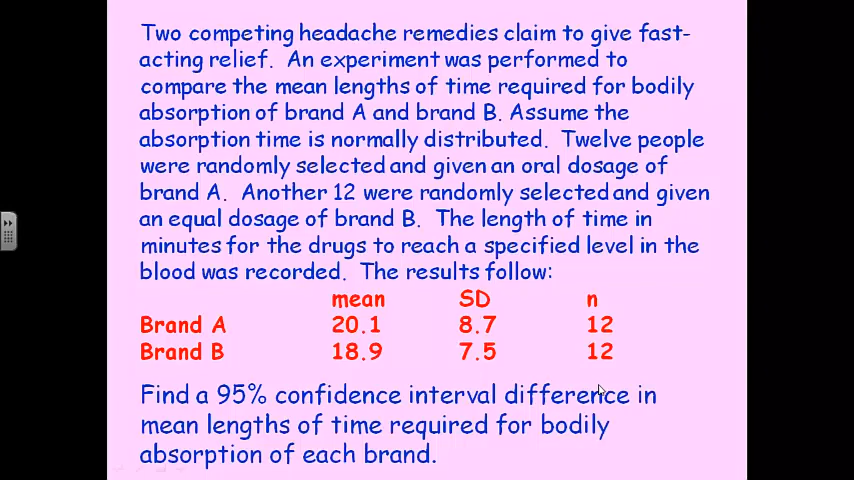 Two competing headache remedies claim to give fast-
acting relief. An experiment was performed to
compare the mean lengths of time required for bodily
absorption of brand A and brand B. Assume the
absorption time is normally distributed. Twelve people
were randomly selected and given an oral dosage of
brand A. Another 12 were randomly selected and given
an equal dosage of brand B. The length of time in
minutes for the drugs to reach a specified level in the
blood was recorded. The results follow:
mean SD n
Brand A 20.1 8.7 12
Brand B 18.9 7.5 12
Find a 95% confidence interval difference in
mean lengths of time required for bodily
absorption of each brand.